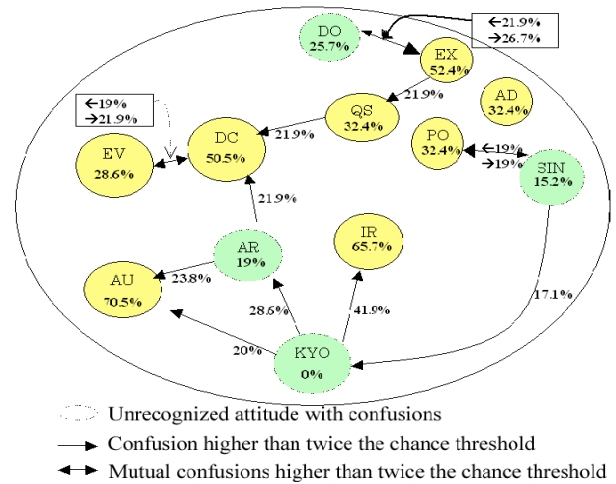 DO
25.7%
←21.9%
→26.7%
EX
52.4%
21.9%
AD
32.4%
QS
32.4%
←19%
→21.9%
DC
50.5%
21.9%
PO
32.4%
←19%
→19%
EV
28.6%
SIN
15.2%
21.9%
IR
65.7%
AR
19%
AU
70.5%
23.8%
28.6%
41.9%
17.1%
20%
KYO
0%
Unrecognized attitude with confusions
Confusion higher than twice the chance threshold
Mutual confusions higher than twice the chance threshold